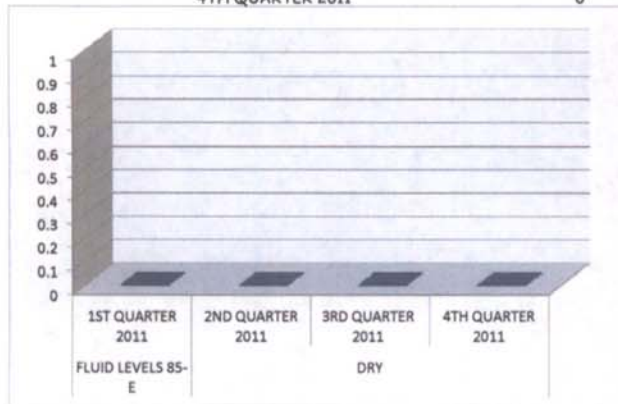 4TH QUARTER 2011 0
1
0.9
0.8
0.7
0.6
0.5
0.4
0.3
0.2
0.1
0
1ST QUARTER 2011
2ND QUARTER 2011
3RD QUARTER 2011
4TH QUARTER 2011
FLUID LEVELS 85-
E
DRY